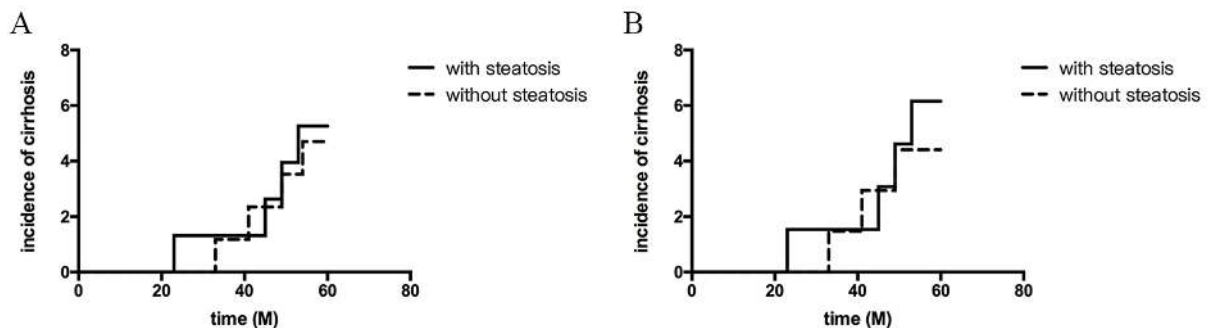 A
incidence of cirrhosis
8
6
4
2
0
0 20 40 60 80
time (M)
with steatosis
without steatosis
B
incidence of cirrhosis
8
6
4
2
0
0 20 40 60 80
time (M)
with steatosis
without steatosis